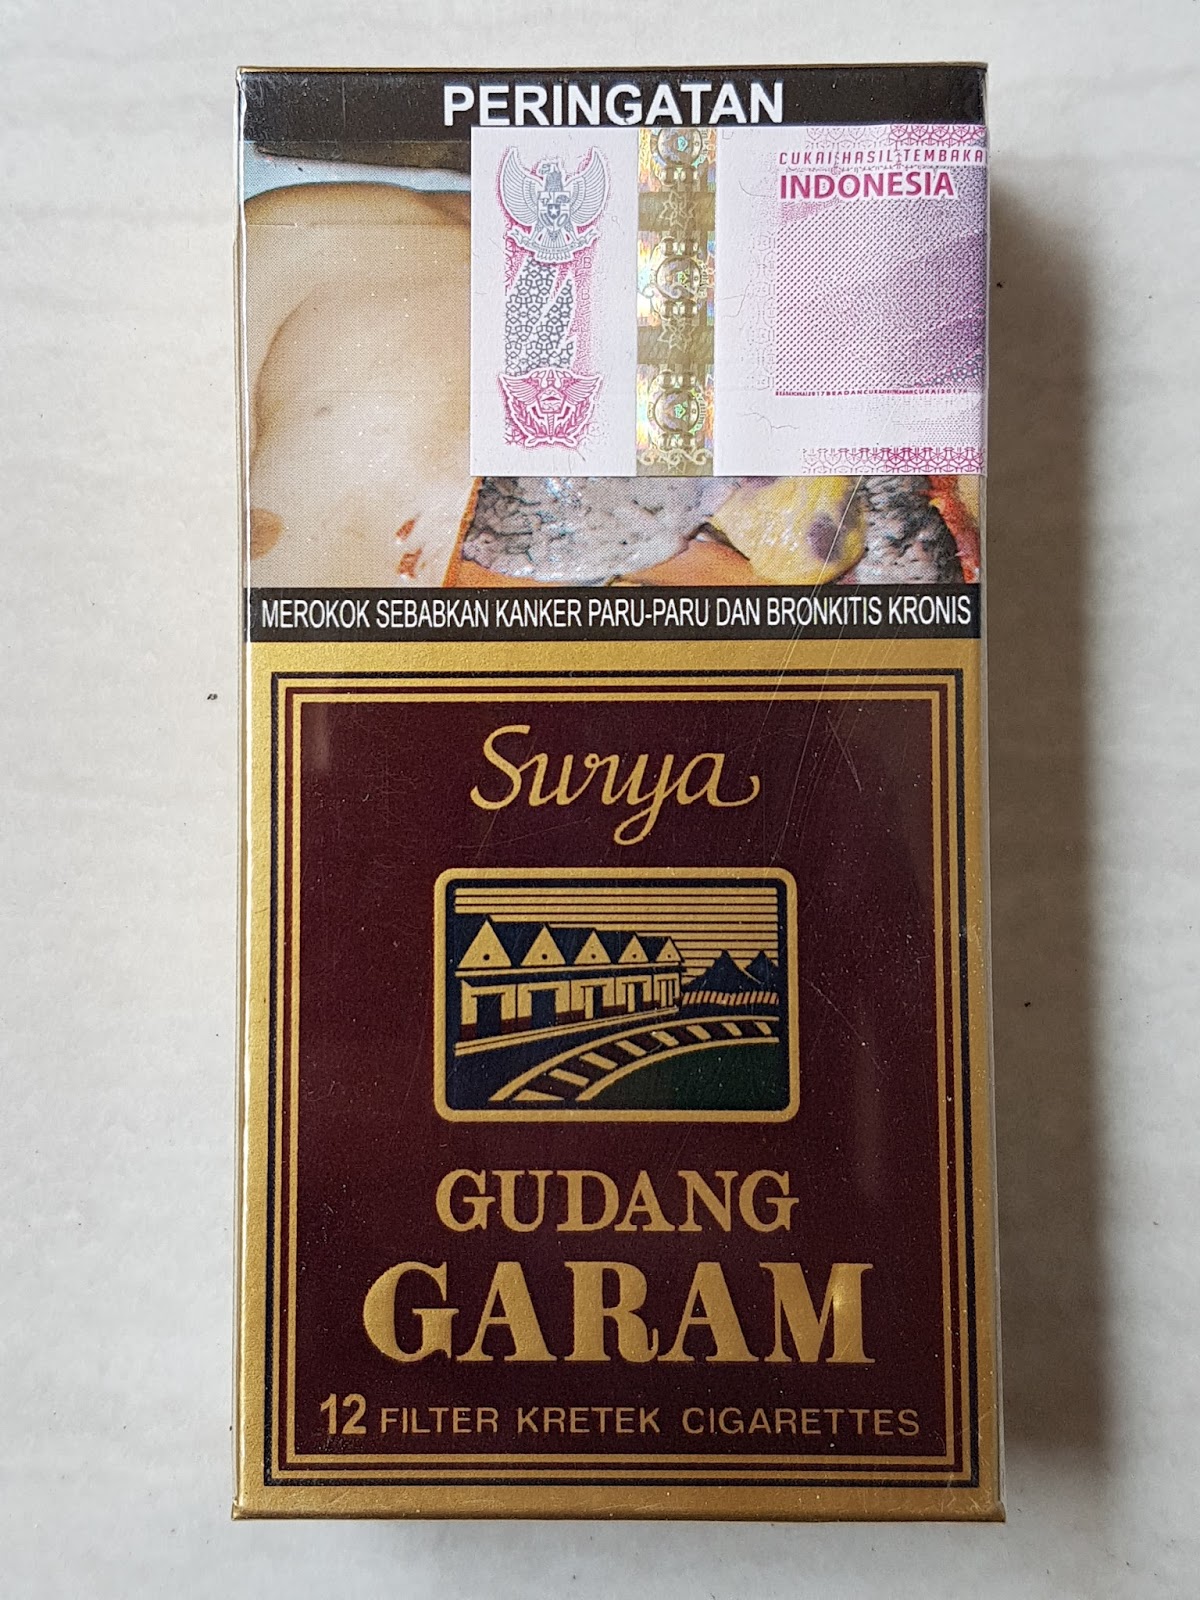 PERINGATAN
CUKAI HASIL TEMBAKA
INDONESIA
MEROKOK SEBABKAN KANKER PARU-PARU DAN BRONKITIS KRONIS
Surya
GUDANG
GARAM
12 FILTER KRETEK CIGARETTES